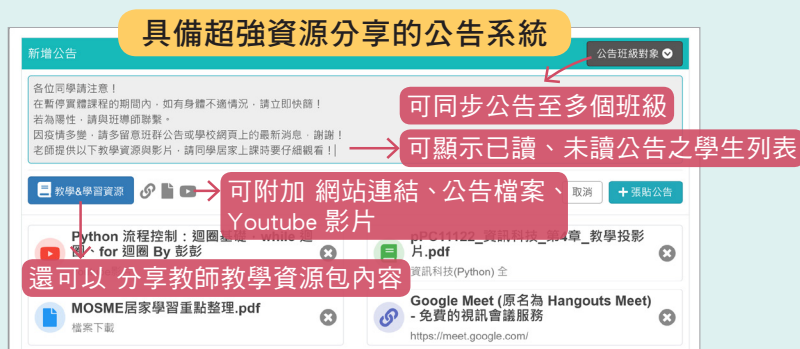 具備超強資源分享的公告系統
新增公告
公告班級對象
各位同學請注意！
在暫停實體課程的期間內，如有身體不適情況，請立即快篩！
若為陽性，請與班導師聯繫。
因疫情多變，請多留意班群公告或學校網頁上的最新消息，謝謝！
老師提供以下教學資源與影片，請同學居家上課時要仔細觀看！
可同步公告至多個班級
可顯示已讀、未讀公告之學生列表
教學&學習資源
可附加 網站連結、公告檔案、
Youtube 影片
取消
+ 張貼公告
Python 流程控制：迴圈基礎、while 迴
圈、for 迴圈 By 彭彭
pPC11122_資訊科技_第4章_教學投影
片.pdf
資訊科技(Python) 全
還可以 分享教師教學資源包內容
MOSME居家學習重點整理.pdf
檔案下載
Google Meet (原名為 Hangouts Meet)
- 免費的視訊會議服務
https://meet.google.com/